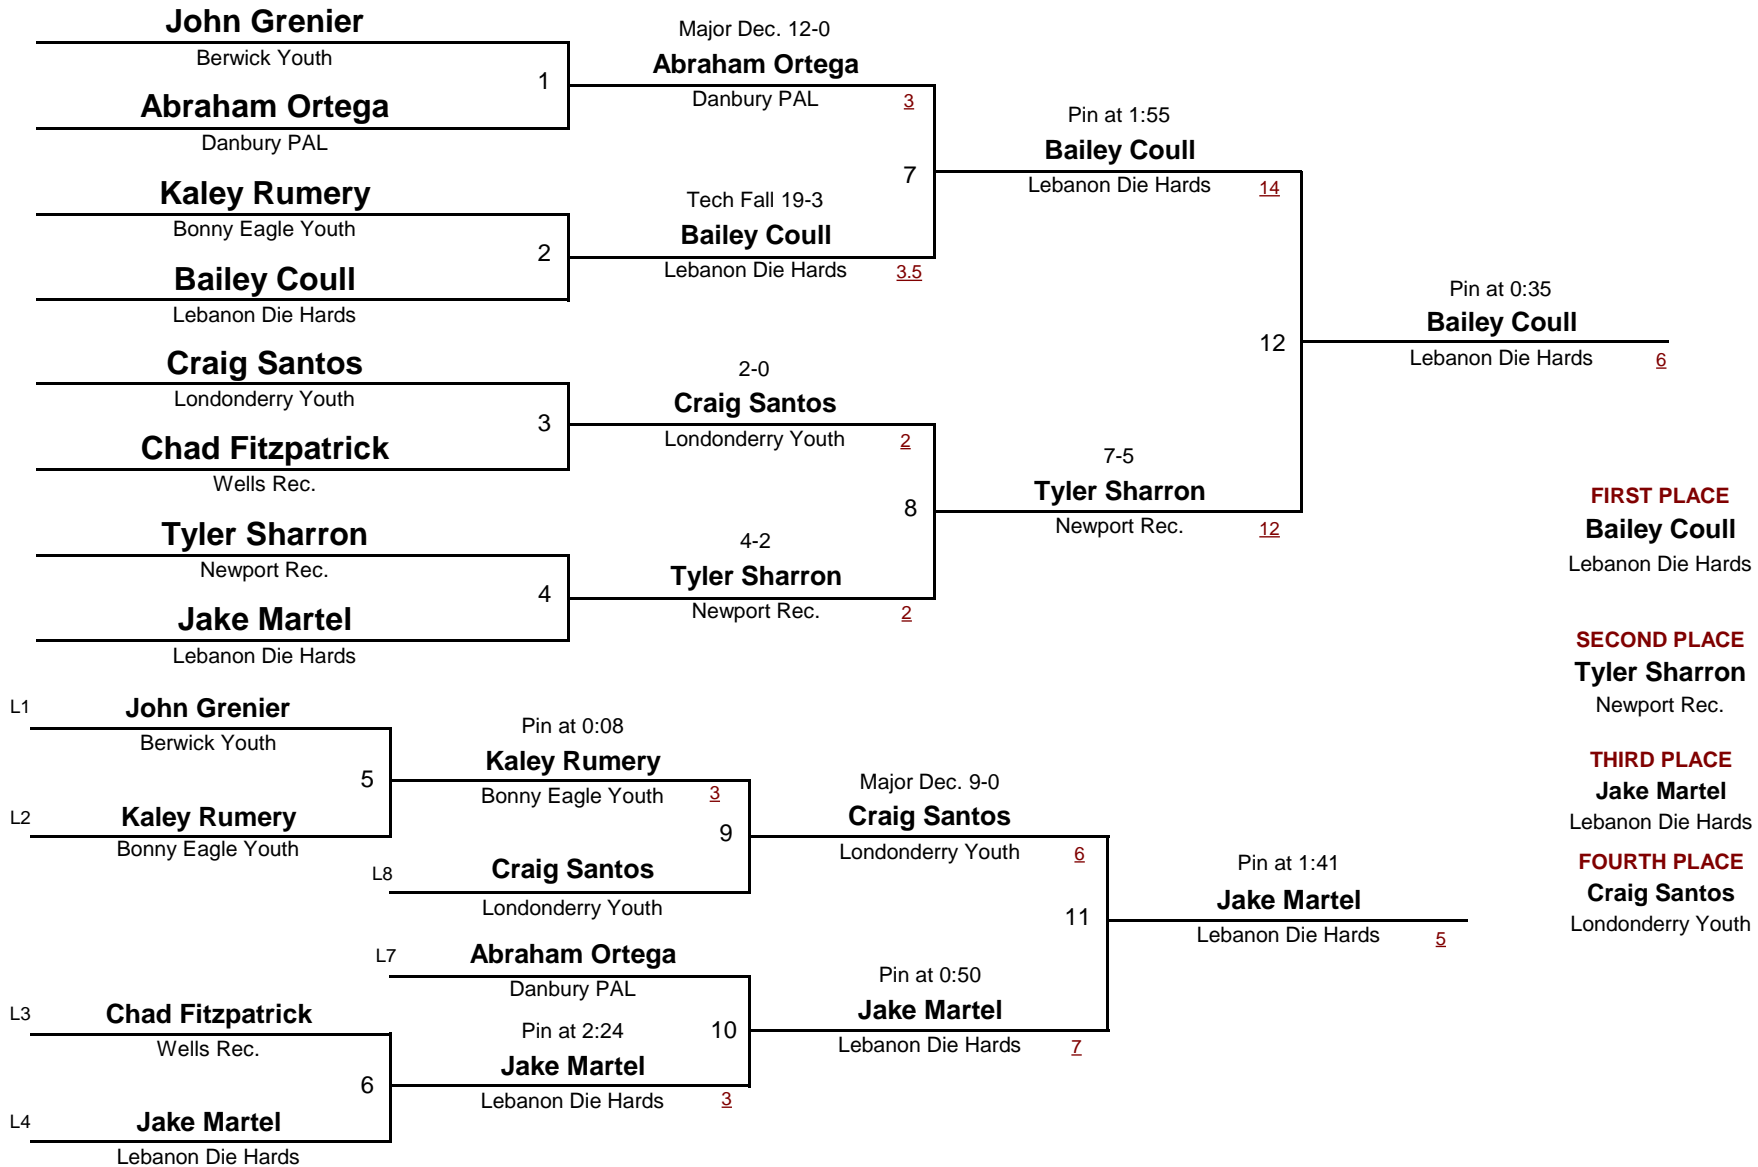 John Grenier
Berwick Youth
1
Abraham Ortega
Danbury PAL
Major Dec. 12-0
Abraham Ortega
Danbury PAL
3
Kaley Rumery
Bonny Eagle Youth
2
Bailey Coull
Lebanon Die Hards
Tech Fall 19-3
Bailey Coull
Lebanon Die Hards
3.5
7
Pin at 1:55
Bailey Coull
Lebanon Die Hards
14
Craig Santos
Londonderry Youth
3
Chad Fitzpatrick
Wells Rec.
2-0
Craig Santos
Londonderry Youth
2
Tyler Sharron
Newport Rec.
4
Jake Martel
Lebanon Die Hards
4-2
Tyler Sharron
Newport Rec.
2
8
7-5
Tyler Sharron
Newport Rec.
12
12
Pin at 0:35
Bailey Coull
Lebanon Die Hards
6
FIRST PLACE
Bailey Coull
Lebanon Die Hards
SECOND PLACE
Tyler Sharron
Newport Rec.
THIRD PLACE
Jake Martel
Lebanon Die Hards
FOURTH PLACE
Craig Santos
Londonderry Youth
L1
John Grenier
Berwick Youth
5
L2
Kaley Rumery
Bonny Eagle Youth
Pin at 0:08
Kaley Rumery
Bonny Eagle Youth
3
9
L8
Craig Santos
Londonderry Youth
Major Dec. 9-0
Craig Santos
Londonderry Youth
6
L7
Abraham Ortega
Danbury PAL
L3
Chad Fitzpatrick
Wells Rec.
6
L4
Jake Martel
Lebanon Die Hards
Pin at 2:24
Jake Martel
Lebanon Die Hards
3
10
Pin at 0:50
Jake Martel
Lebanon Die Hards
7
11
Pin at 1:41
Jake Martel
Lebanon Die Hards
5